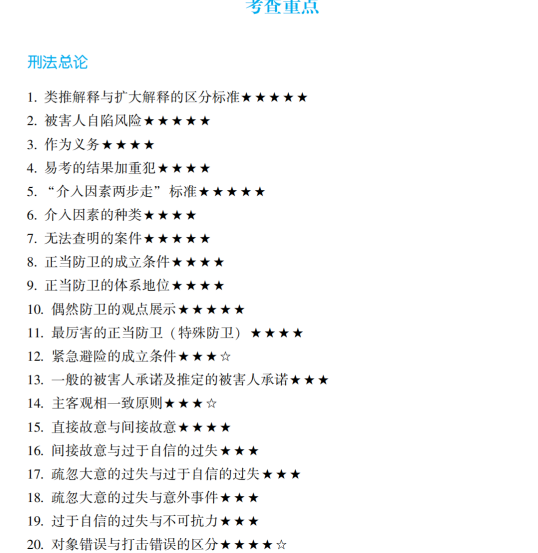 考查重点
刑法总论
1. 类推解释与扩大解释的区分标准★★★★★
2. 被害人自陷风险★★★★★
3. 作为义务★★★★
4. 易考的结果加重犯★★★★
5. “介入因素两步走”标准★★★★★
6. 介入因素的种类★★★★
7. 无法查明的案件★★★★★
8. 正当防卫的成立条件★★★★
9. 正当防卫的体系地位★★★★
10. 偶然防卫的观点展示★★★★★
11. 最厉害的正当防卫（特殊防卫）★★★★
12. 紧急避险的成立条件★★★☆
13. 一般的被害人承诺及推定的被害人承诺★★★
14. 主客观相一致原则★★★☆
15. 直接故意与间接故意★★★★
16. 间接故意与过于自信的过失★★★
17. 疏忽大意的过失与过于自信的过失★★★
18. 疏忽大意的过失与意外事件★★★
19. 过于自信的过失与不可抗力★★★
20. 对象错误与打击错误的区分★★★★☆